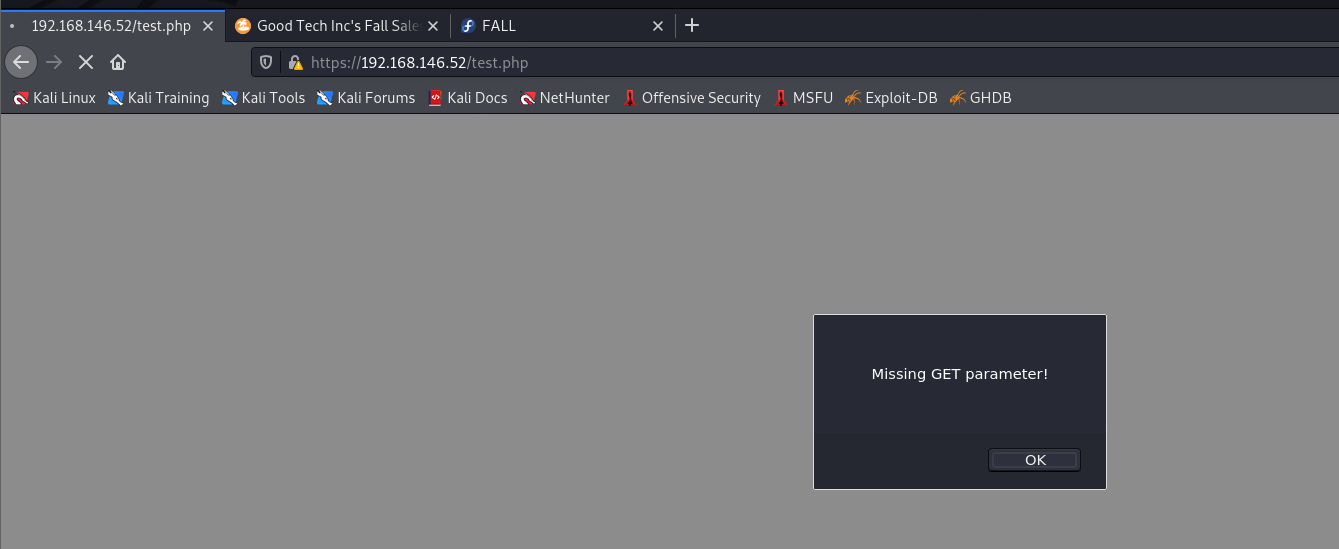 192.168.146.52/test.php Good Tech Inc's Fall Sale FALL
https://192.168.146.52/test.php
Kali Linux Kali Training Kali Tools Kali Forums Kali Docs NetHunter Offensive Security MSFU Exploit-DB GHDB
Missing GET parameter!
OK